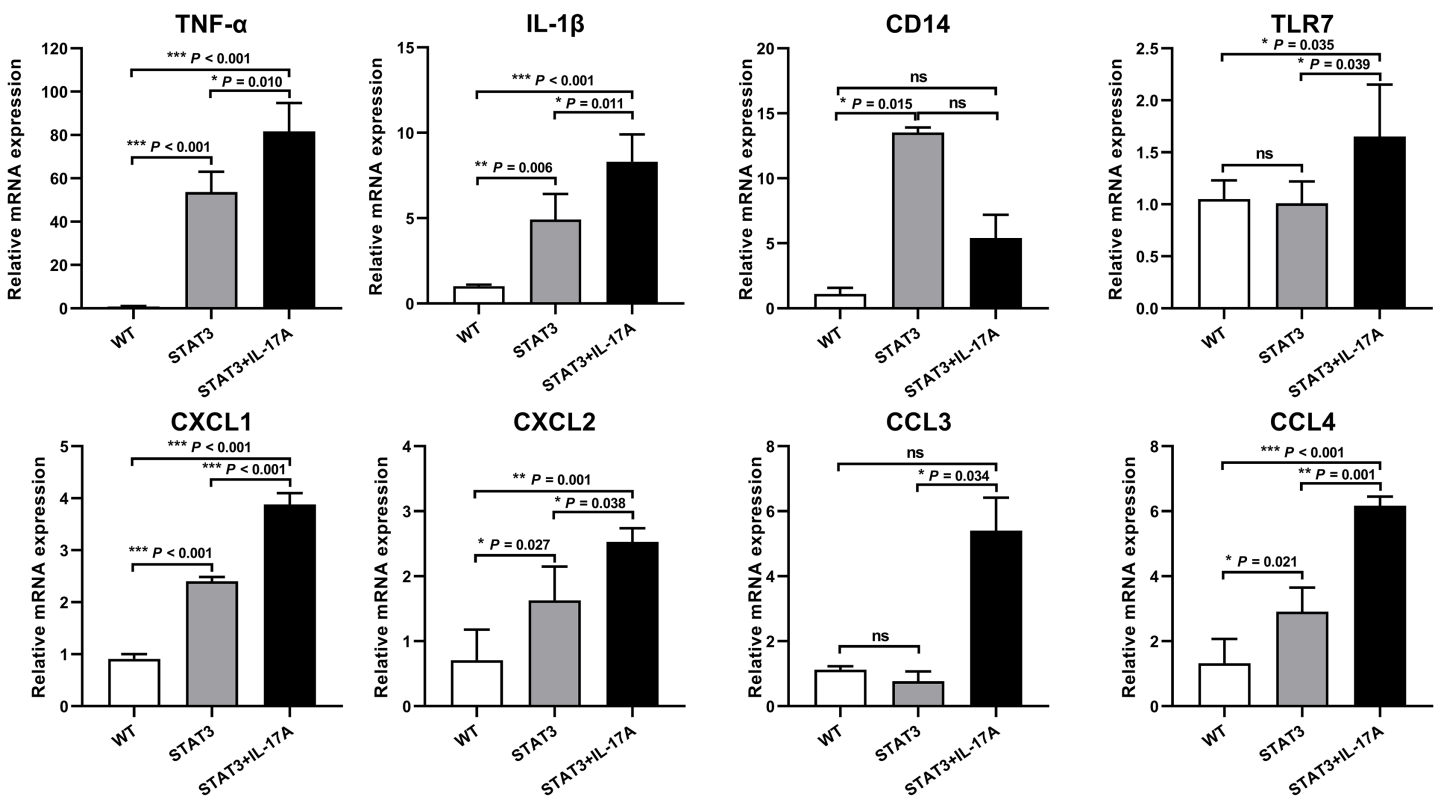 TNF-α
Relative mRNA expression
120
100
80
60
40
20
0
*** P < 0.001
* P = 0.010
*** P < 0.001
WT
STAT3
STAT3+IL-17A
IL-1β
Relative mRNA expression
15
10
5
0
*** P < 0.001
* P = 0.011
** P = 0.006
WT
STAT3
STAT3+IL-17A
CD14
Relative mRNA expression
20
15
10
5
0
ns
* P = 0.015
ns
WT
STAT3
STAT3+IL-17A
TLR7
Relative mRNA expression
2.5
2.0
1.5
1.0
0.5
0.0
* P = 0.035
* P = 0.039
ns
WT
STAT3
STAT3+IL-17A
CXCL1
Relative mRNA expression
5
4
3
2
1
0
*** P < 0.001
*** P < 0.001
*** P < 0.001
WT
STAT3
STAT3+IL-17A
CXCL2
Relative mRNA expression
4
3
2
1
0
** P = 0.001
* P = 0.038
* P = 0.027
WT
STAT3
STAT3+IL-17A
CCL3
Relative mRNA expression
8
6
4
2
0
ns
* P = 0.034
ns
WT
STAT3
STAT3+IL-17A
CCL4
Relative mRNA expression
8
6
4
2
0
*** P < 0.001
** P = 0.001
* P = 0.021
WT
STAT3
STAT3+IL-17A